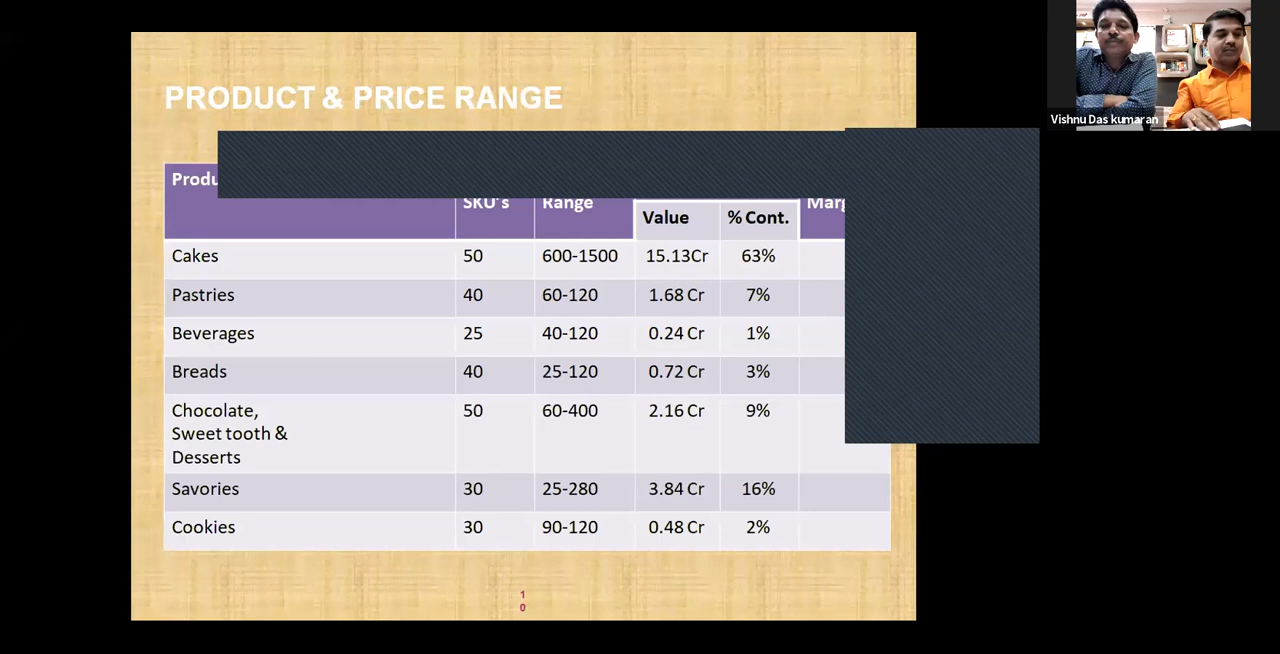 PRODUCT & PRICE RANGE
SKU's Range
Value % Cont.
Cakes 50 600-1500 15.13Cr 63%
Pastries 40 60-120 1.68 Cr 7%
Beverages 25 40-120 0.24 Cr 1%
Breads 40 25-120 0.72 Cr 3%
Chocolate, 50 60-400 2.16 Cr 9%
Sweet tooth &
Desserts
Savories 30 25-280 3.84 Cr 16%
Cookies 30 90-120 0.48 Cr 2%
1
0
Vishnu Das kumaran